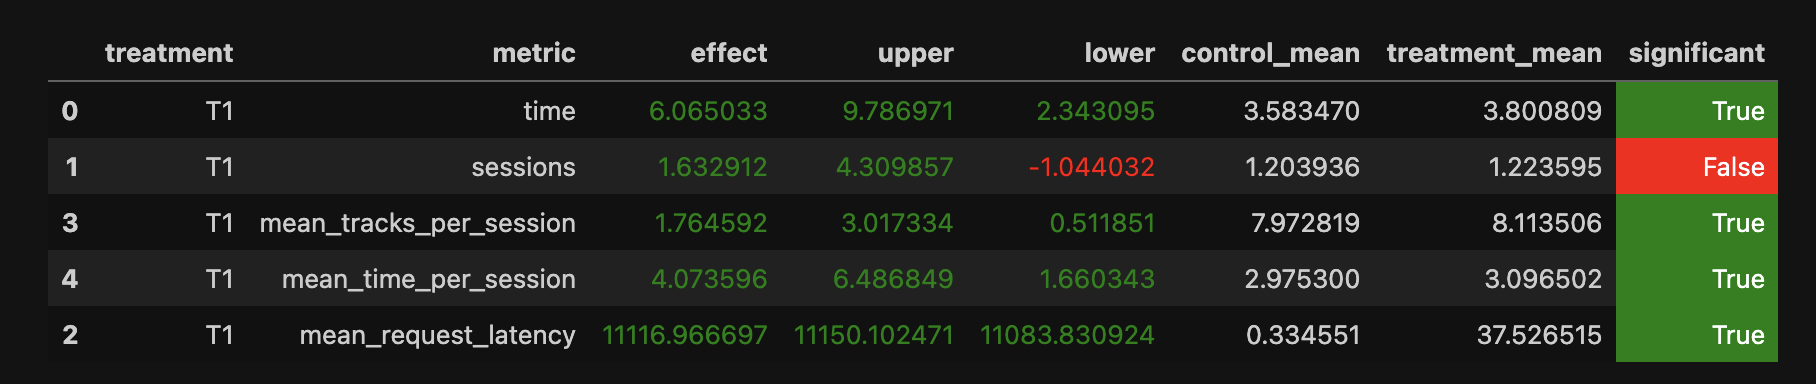 treatment metric effect upper lower control_mean treatment_mean significant
0 T1 time 6.065033 9.786971 2.343095 3.583470 3.800809 True
1 T1 sessions 1.632912 4.309857 -1.044032 1.203936 1.223595 False
3 T1 mean_tracks_per_session 1.764592 3.017334 0.511851 7.972819 8.113506 True
4 T1 mean_time_per_session 4.073596 6.486849 1.660343 2.975300 3.096502 True
2 T1 mean_request_latency 11116.966697 11150.102471 11083.830924 0.334551 37.526515 True